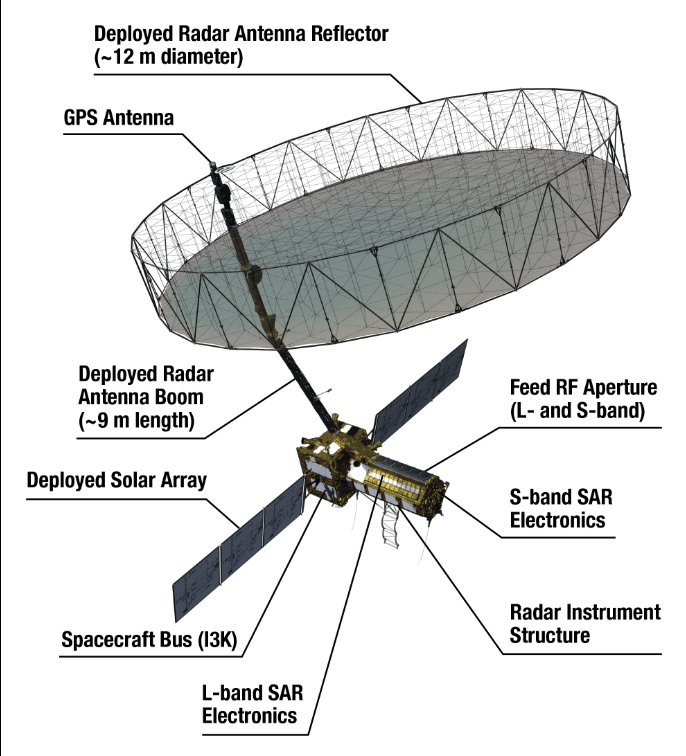 Deployed Radar Antenna Reflector
(~12 m diameter)
GPS Antenna
Deployed Radar
Antenna Boom
(~9 m length)
Feed RF Aperture
(L- and S-band)
Deployed Solar Array
S-band SAR
Electronics
Radar Instrument
Structure
Spacecraft Bus (I3K)
L-band SAR
Electronics